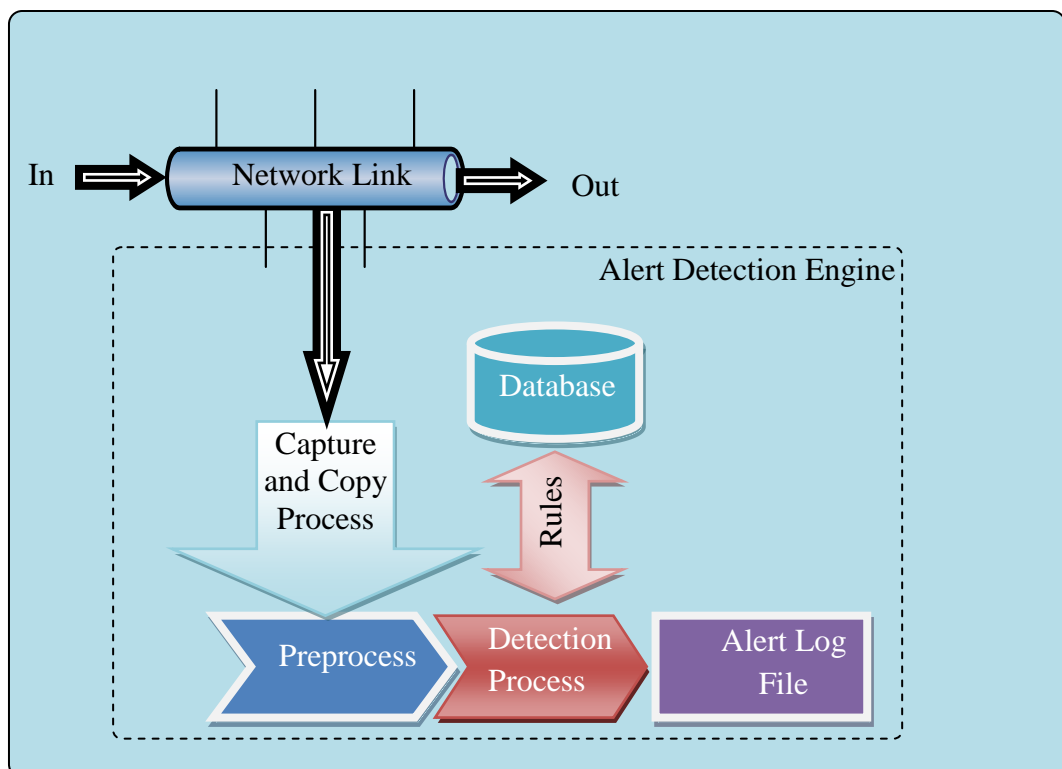 In
Network Link
Out
Alert Detection Engine
Database
Capture
and Copy
Process
Rules
Preprocess
Detection
Process
Alert Log
File